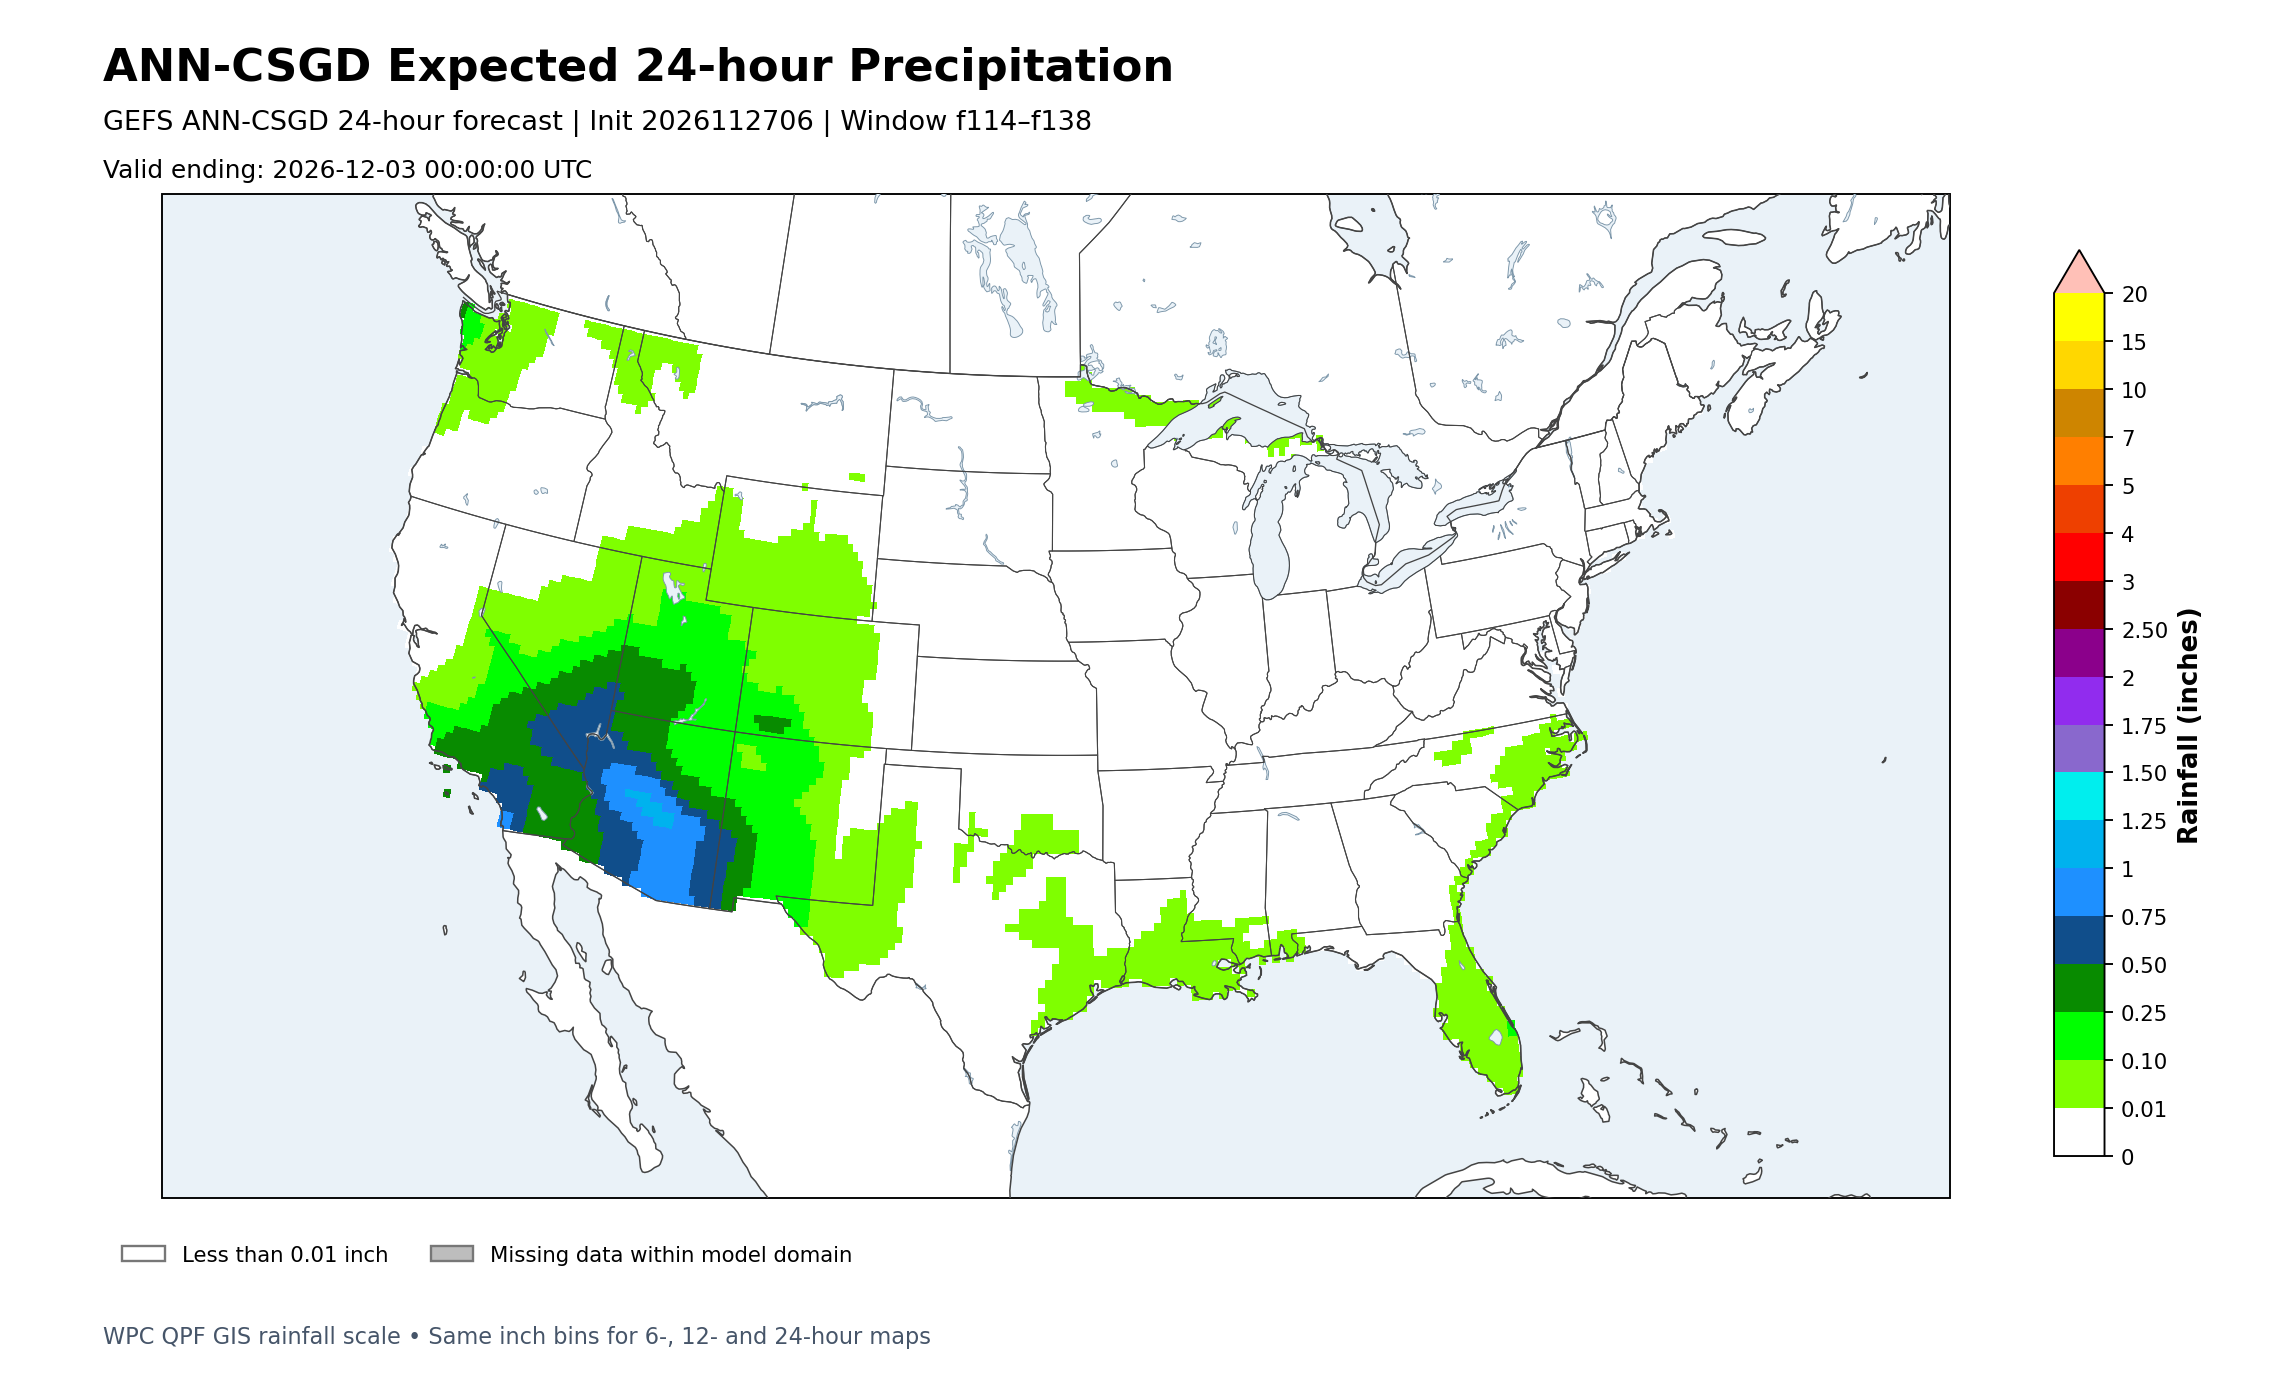 ANN-CSGD Expected 24-hour Precipitation
GEFS ANN-CSGD 24-hour forecast | Init 2026112706 | Window f114–f138
Valid ending: 2026-12-03 00:00:00 UTC
20
15
10
7
5
4
3
2.50
2
1.75
1.50
1.25
1
0.75
0.50
0.25
0.10
0.01
0
Rainfall (inches)
Less than 0.01 inch
Missing data within model domain
WPC QPF GIS rainfall scale • Same inch bins for 6-, 12- and 24-hour maps